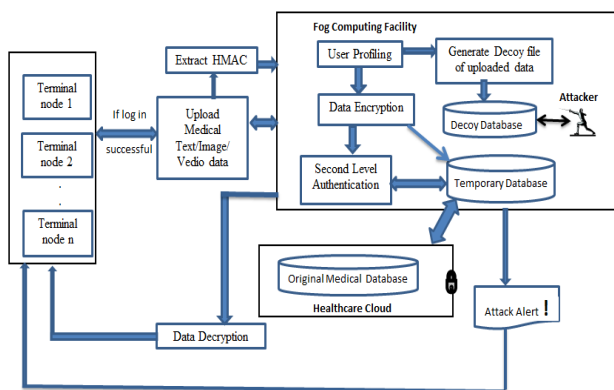 Fog Computing Facility
Extract HMAC
User Profiling
Generate Decoy file
of uploaded data
Terminal
node 1
If log in
successful
Upload
Medical
Text/Image/
Vedio data
Data Encryption
Decoy Database
Attacker
Terminal
node 2
.
.
Terminal
node n
Second Level
Authentication
Temporary Database
Original Medical Database
Healthcare Cloud
Data Decryption
Attack Alert !